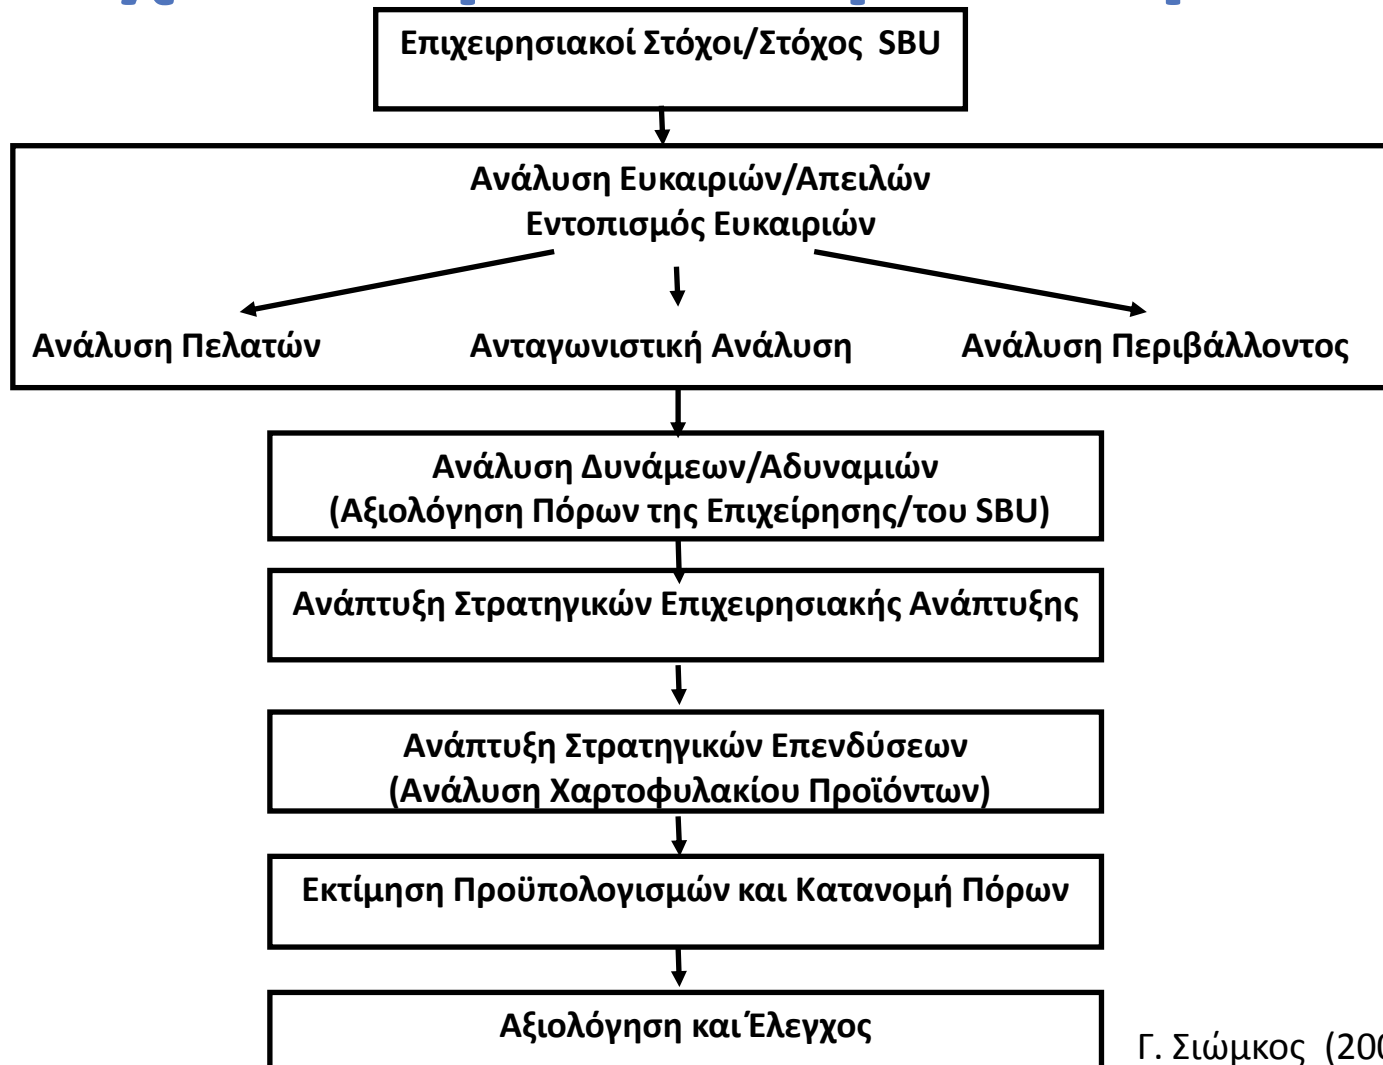 Επιχειρησιακοί Στόχοι/Στόχος SBU
Ανάλυση Ευκαιριών/Απειλών
Εντοπισμός Ευκαιριών
Ανάλυση Πελατών Ανταγωνιστική Ανάλυση Ανάλυση Περιβάλλοντος
Ανάλυση Δυνάμεων/Αδυναμιών
(Αξιολόγηση Πόρων της Επιχείρησης/του SBU)
Ανάπτυξη Στρατηγικών Επιχειρησιακής Ανάπτυξης
Ανάπτυξη Στρατηγικών Επενδύσεων
(Ανάλυση Χαρτοφυλακίου Προϊόντων)
Εκτίμηση Προϋπολογισμών και Κατανομή Πόρων
Αξιολόγηση και Έλεγχος
Γ. Σιώμκος (200